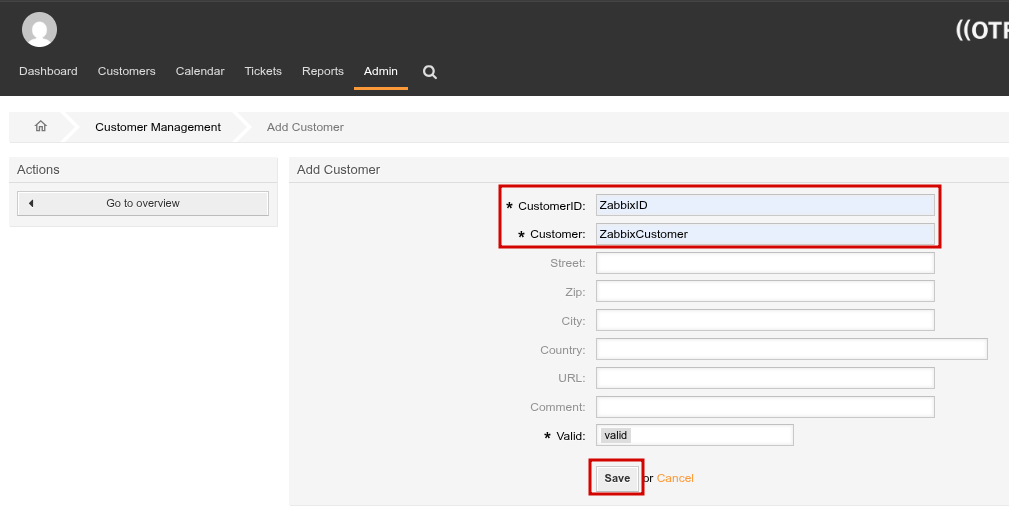 ((OTR
Dashboard Customers Calendar Tickets Reports Admin
Customer Management Add Customer
Actions
Go to overview
Add Customer
* CustomerID: ZabbixID
* Customer: ZabbixCustomer
Street:
Zip:
City:
Country:
URL:
Comment:
* Valid: valid
Save or Cancel